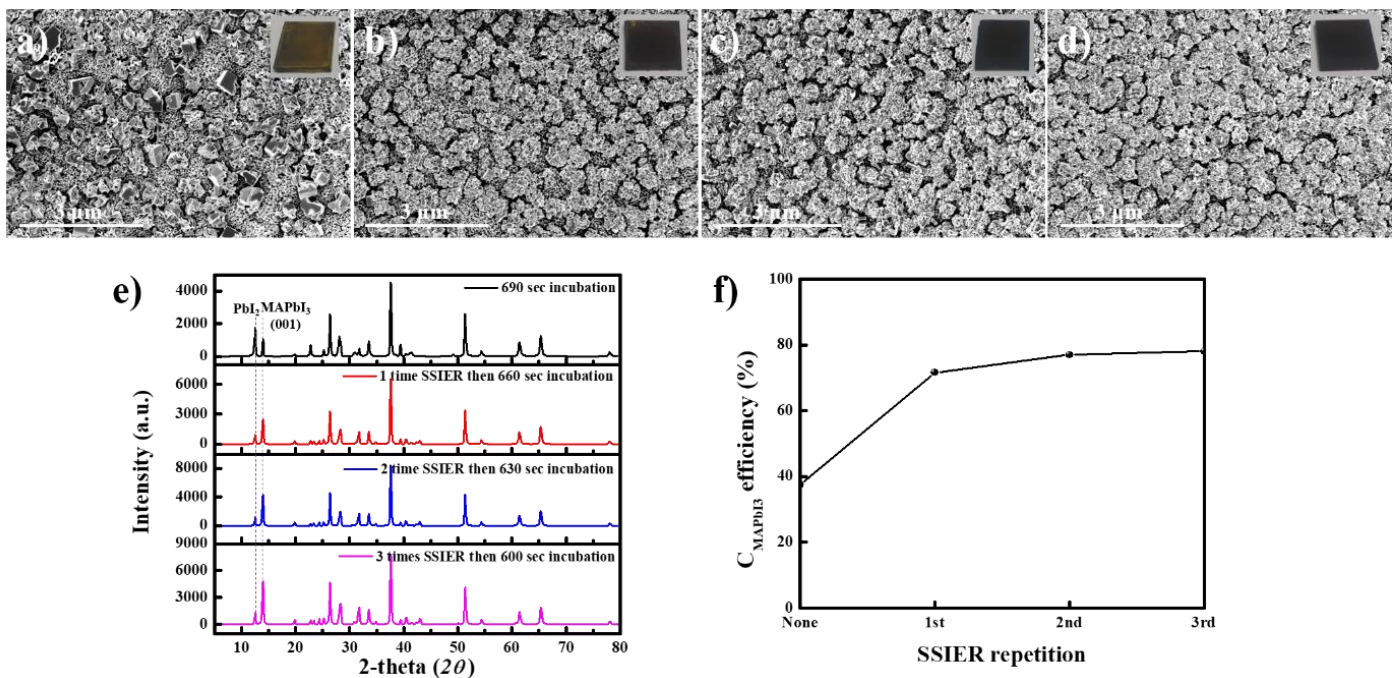 a)
b)
c)
d)
3 μm
3 μm
3 μm
3 μm
e)
690 sec incubation
PbI₂ MAPbI₃
(001)
4000
2000
0
1 time SSIER then 660 sec incubation
6000
3000
0
2 time SSIER then 630 sec incubation
8000
4000
0
3 times SSIER then 600 sec incubation
9000
6000
3000
0
Intensity (a.u.)
10 20 30 40 50 60 70 80
2-theta (2θ)
f)
100
80
60
40
20
0
C_MAPbI3 efficiency (%)
None 1st 2nd 3rd
SSIER repetition